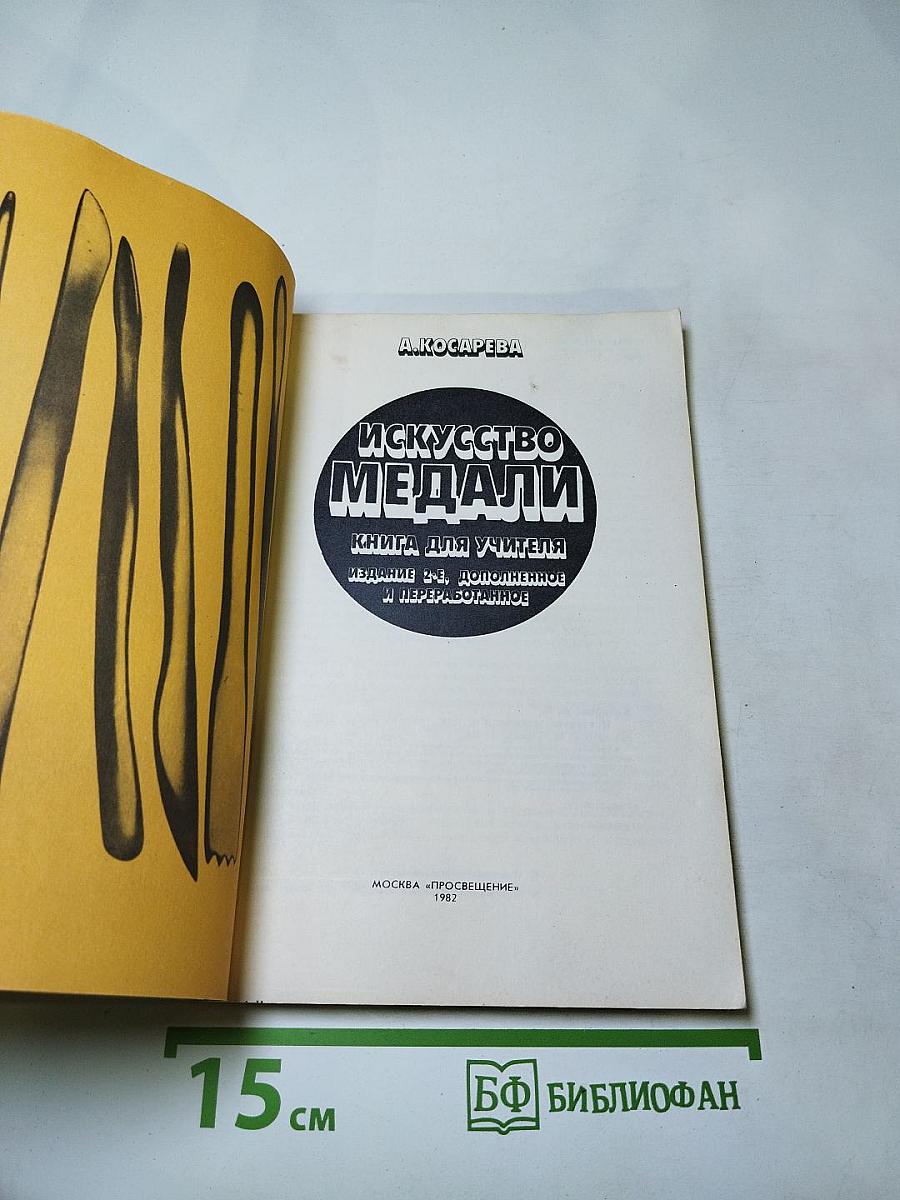 А.КОСАРЕВА
ИСКУССТВО
МЕДАЛИ
КНИГА ДЛЯ УЧИТЕЛЯ
ИЗДАНИЕ 2-Е, ДОПОЛНЕННОЕ
И ПЕРЕРАБОТАННОЕ
МОСКВА «ПРОСВЕЩЕНИЕ»
1982
15 см
БФ БИБЛИОФАН